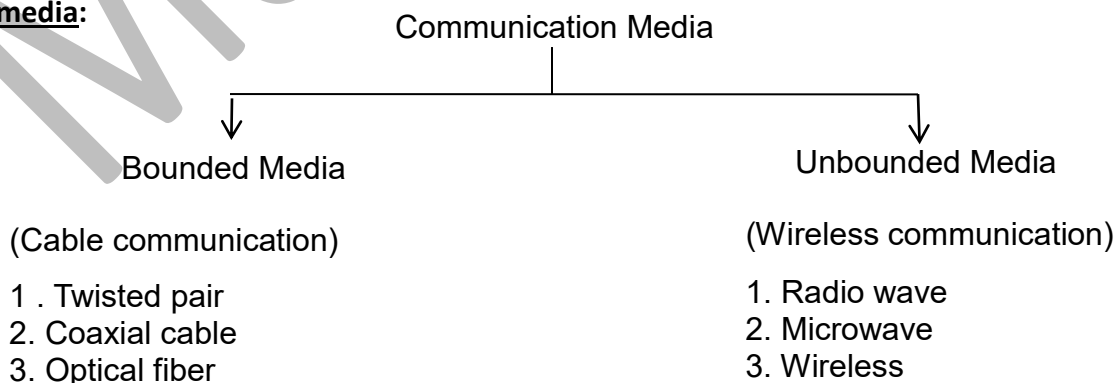 media:
Communication Media
Bounded Media
(Cable communication)
1 . Twisted pair
2. Coaxial cable
3. Optical fiber
Unbounded Media
(Wireless communication)
1. Radio wave
2. Microwave
3. Wireless